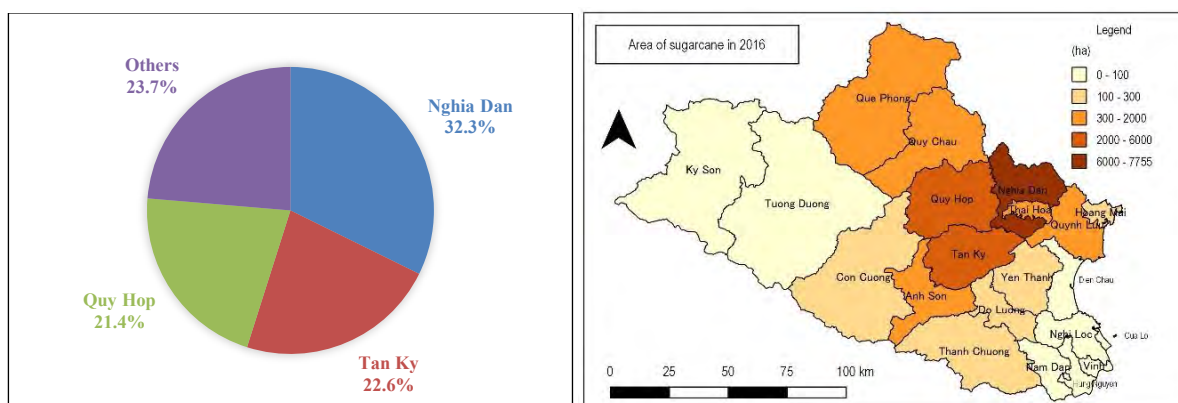 Others
23.7%
Nghia Dan
32.3%
Quy Hop
21.4%
Tan Ky
22.6%
Area of sugarcane in 2016
Legend
(ha)
0 - 100
100 - 300
300 - 2000
2000 - 6000
6000 - 7755
Que Phong
Quy Chau
Ky Son
Tuong Duong
Quy Hop
Nghia Dan
Thai Hoa
Hoang Mai
Quynh Luu
Tan Ky
Con Cuong
Yen Thanh
Dien Chau
Anh Son
Do Luong
Nghi Loc
Cua Lo
Thanh Chuong
Nam Dan
Vinh
Hung Nguyen
0 25 50 75 100 km